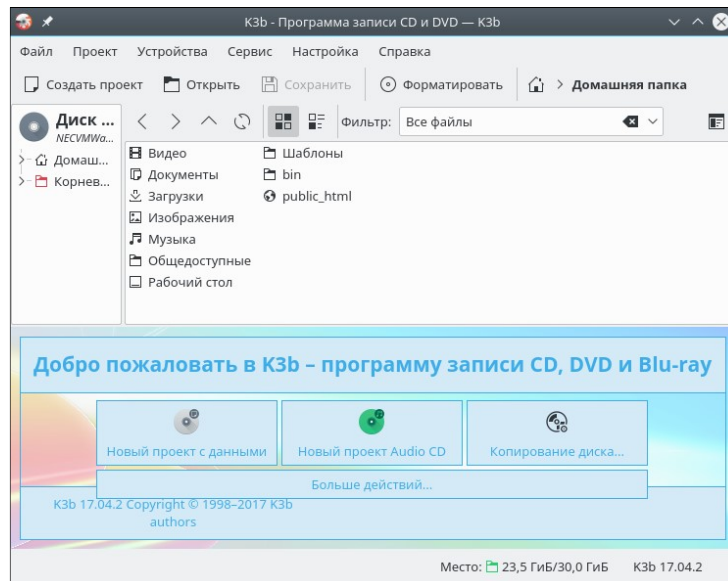 K3b - Программа записи CD и DVD — K3b
Файл Проект Устройства Сервис Настройка Справка
Создать проект Открыть Сохранить Форматировать > Домашняя папка
Диск ...
NECVMWa...
Фильтр: Все файлы
Домаш...
Корнев...
Видео
Документы
Загрузки
Изображения
Музыка
Общедоступные
Рабочий стол
Шаблоны
bin
public_html
Добро пожаловать в K3b – программу записи CD, DVD и Blu-ray
Новый проект с данными Новый проект Audio CD Копирование диска...
Больше действий...
K3b 17.04.2 Copyright © 1998–2017 K3b
authors
Место: 23,5 ГиБ/30,0 ГиБ K3b 17.04.2